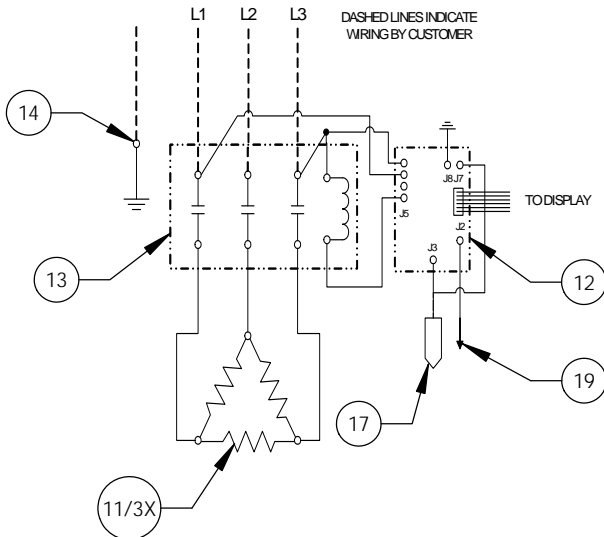 L1 L2 L3
DASHED LINES INDICATE
WIRING BY CUSTOMER
14
J8 J7
TO DISPLAY
J5
J2
J3
13
12
19
17
11/3X